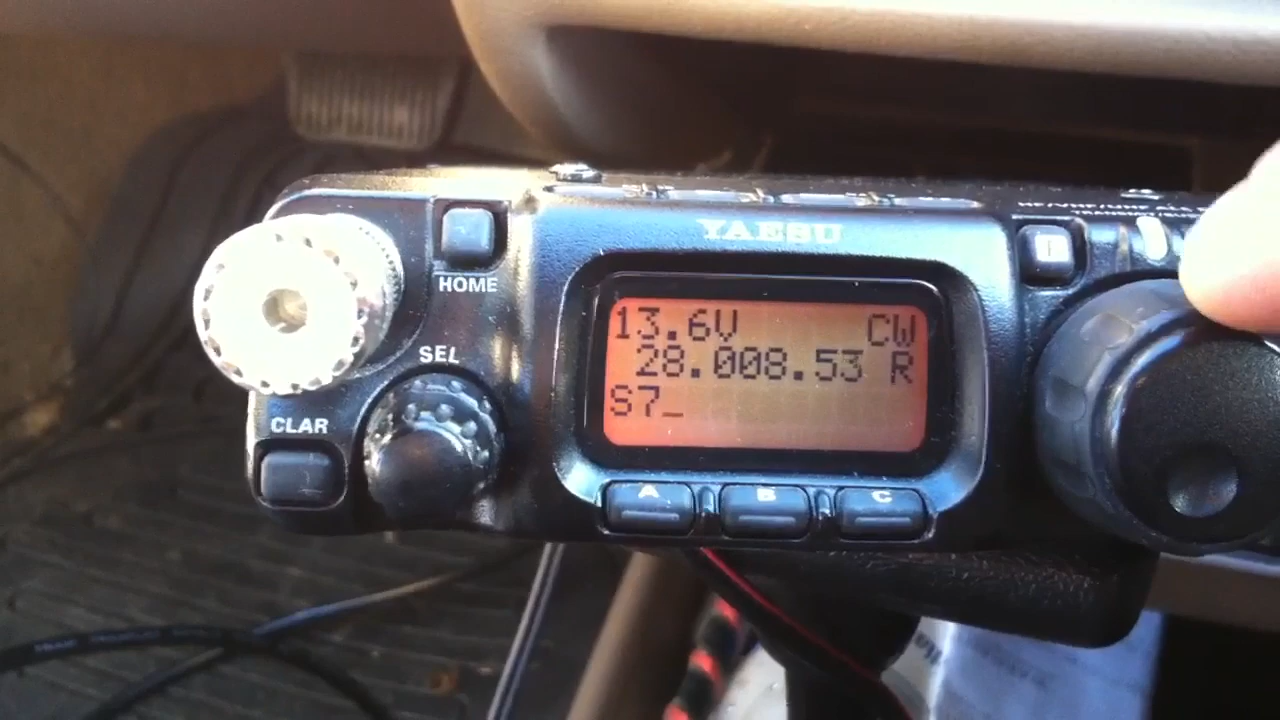 YAESU
HOME
F
SEL
13.6V CW
28.008.53 R
S7_
CLAR
A B C